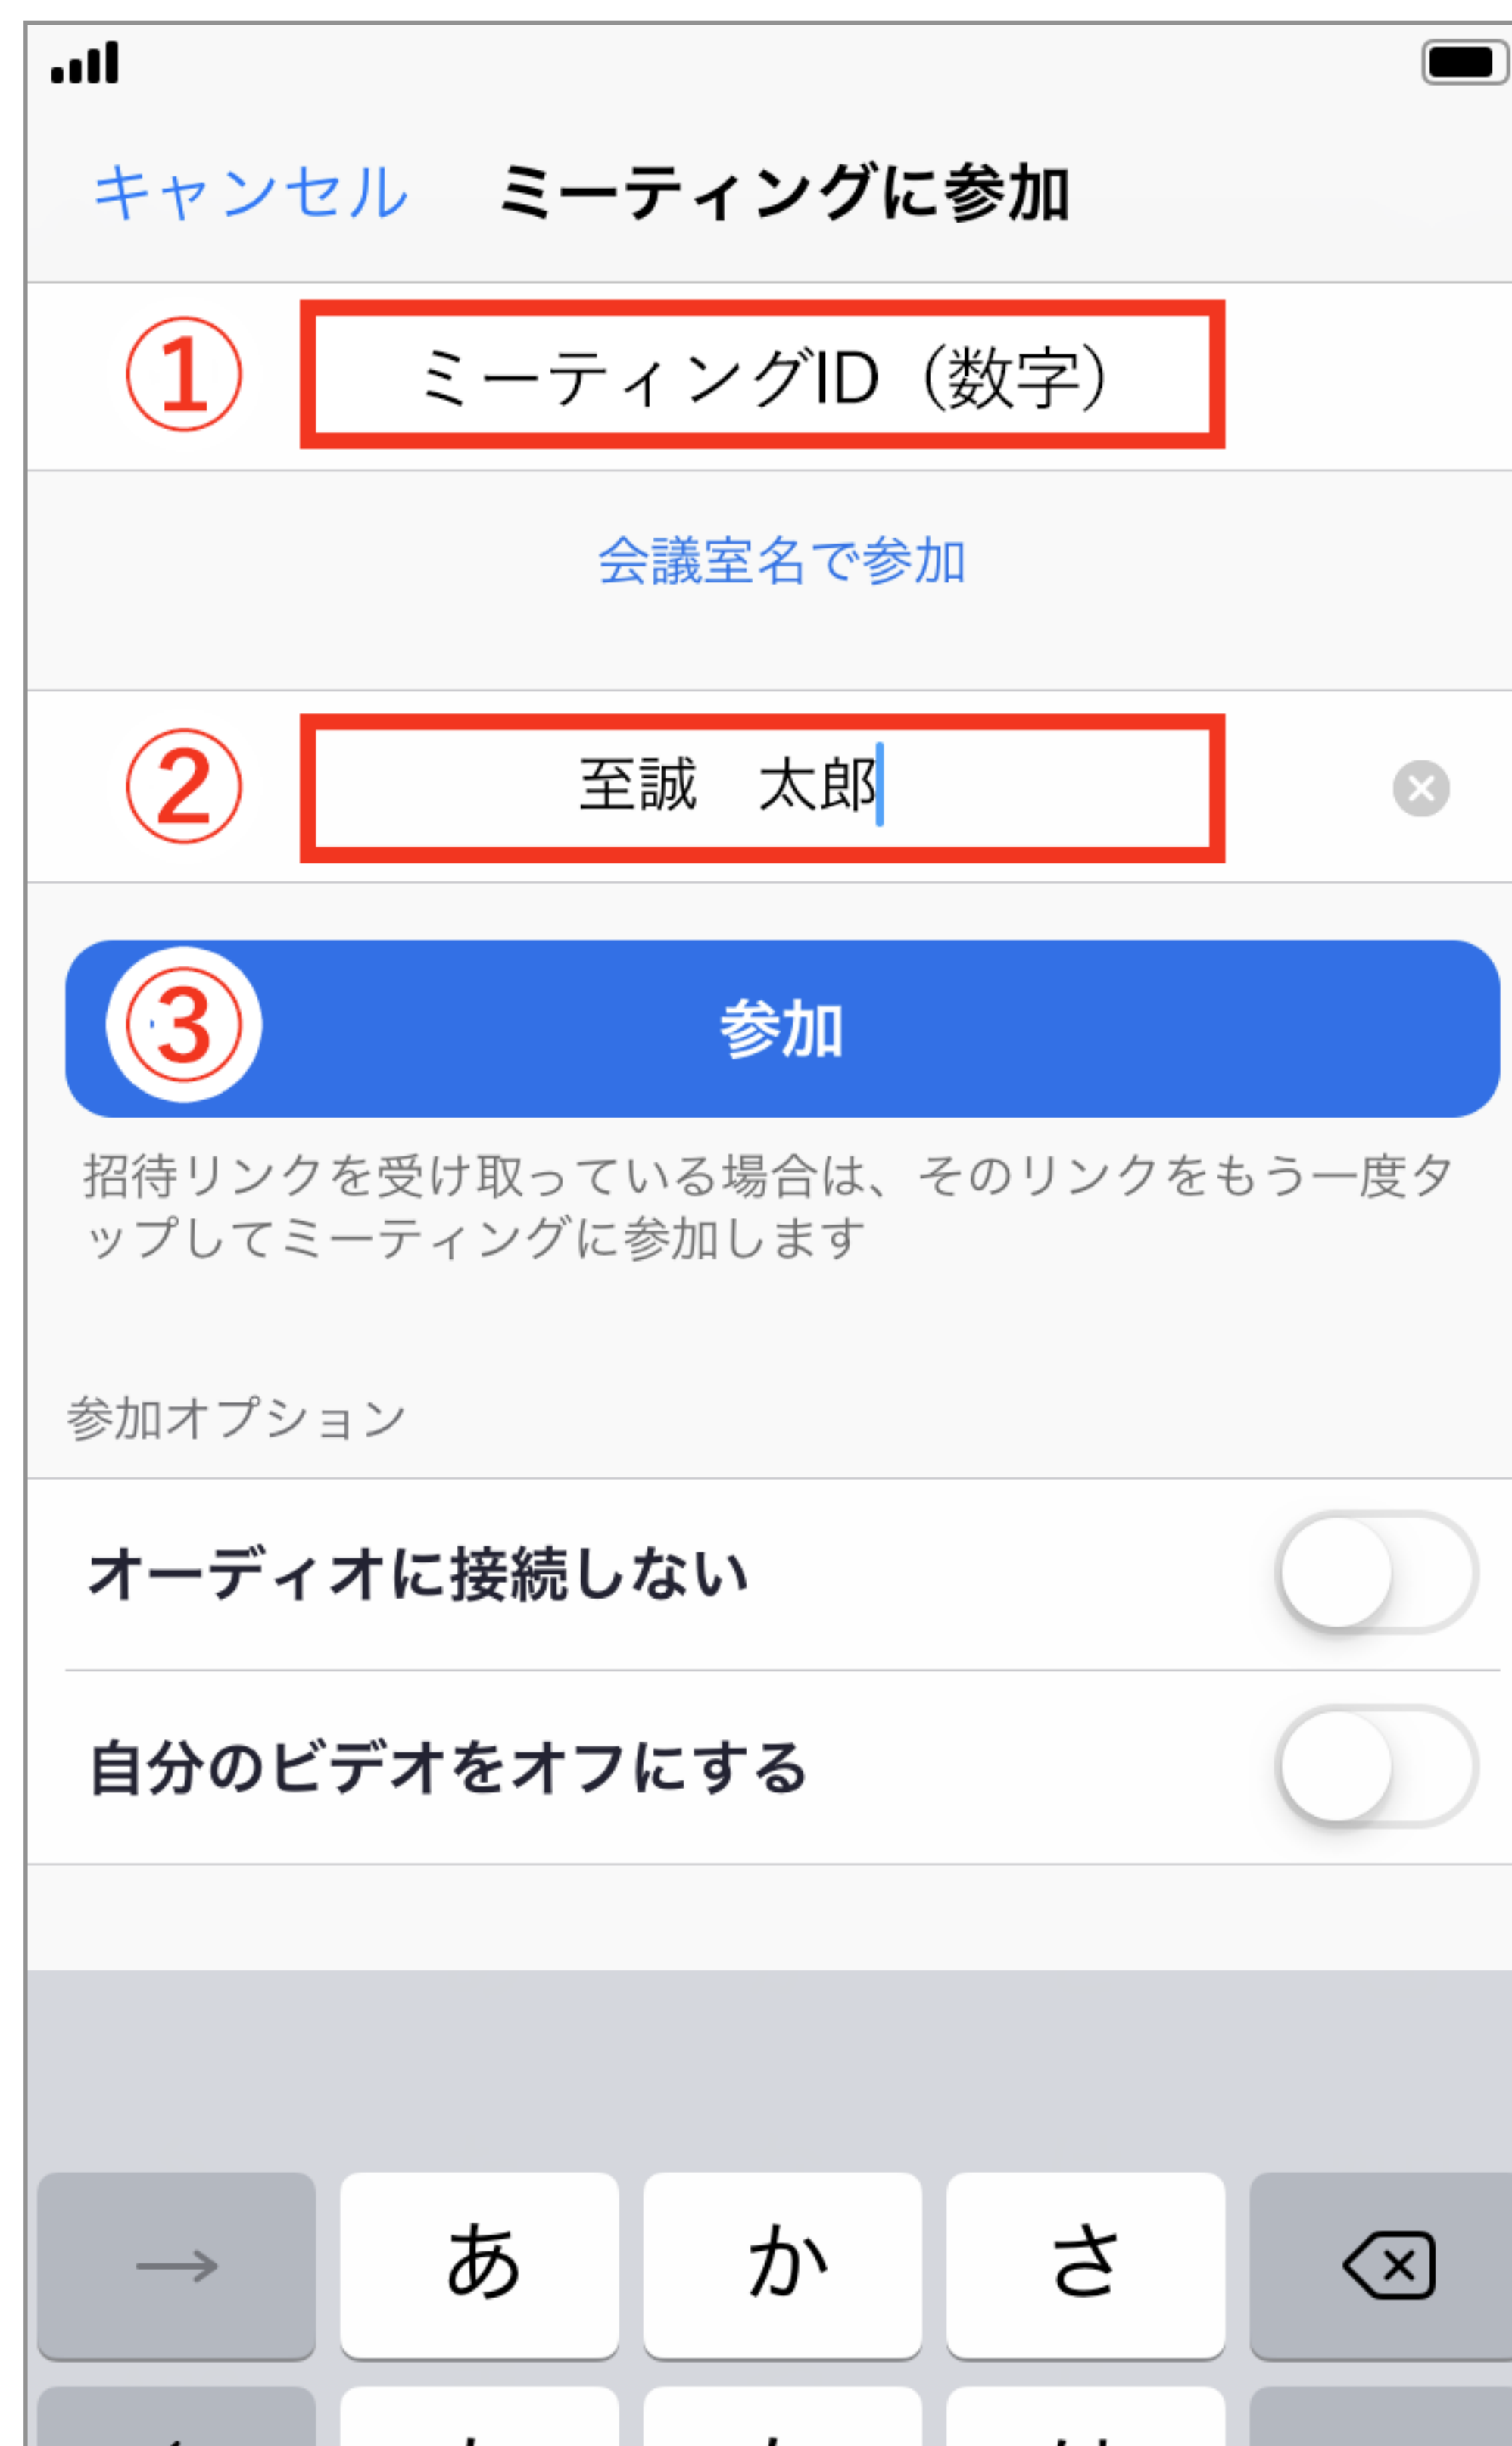 キャンセル ミーティングに参加
① ミーティングID（数字）
会議室名で参加
② 至誠　太郎
③ 参加
招待リンクを受け取っている場合は、そのリンクをもう一度タ
ップしてミーティングに参加します
参加オプション
オーディオに接続しない
自分のビデオをオフにする
→ あ か さ